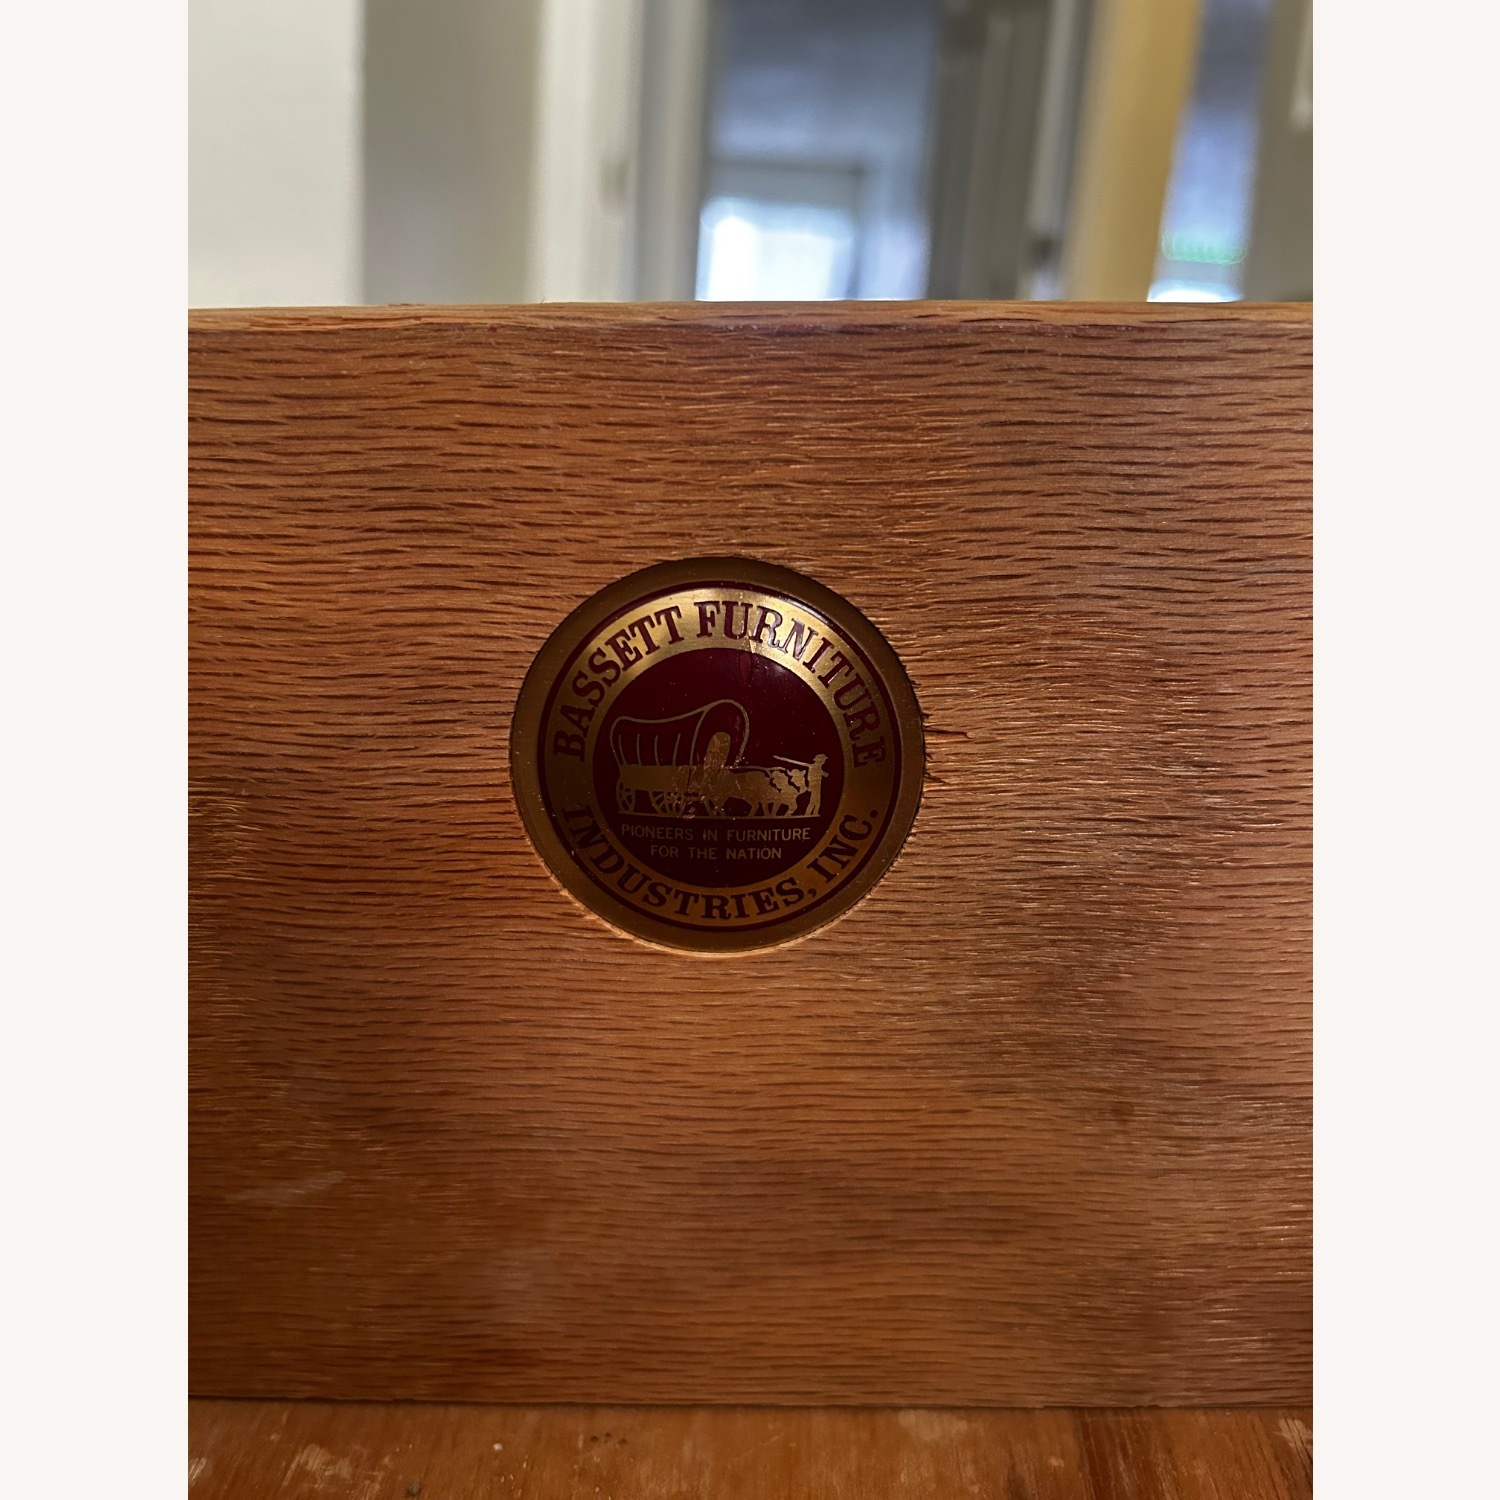 BASSETT FURNITURE
PIONEERS IN FURNITURE
FOR THE NATION
INDUSTRIES, INC.